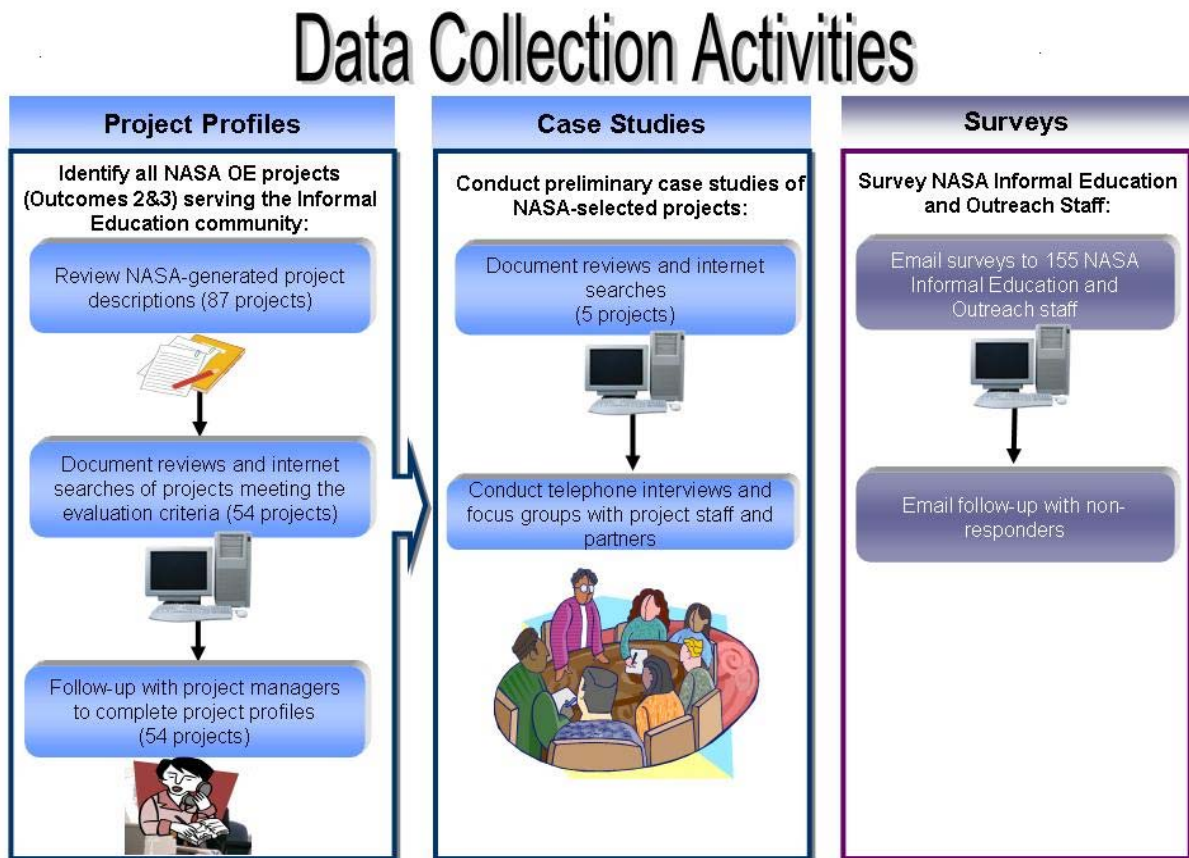 Data Collection Activities
Project Profiles
Identify all NASA OE projects
(Outcomes 2&3) serving the Informal
Education community:
Review NASA-generated project
descriptions (87 projects)
Document reviews and internet
searches of projects meeting the
evaluation criteria (54 projects)
Follow-up with project managers
to complete project profiles
(54 projects)
Case Studies
Conduct preliminary case studies of
NASA-selected projects:
Document reviews and internet
searches
(5 projects)
Conduct telephone interviews and
focus groups with project staff and
partners
Surveys
Survey NASA Informal Education
and Outreach Staff:
Email surveys to 155 NASA
Informal Education and
Outreach staff
Email follow-up with non-
responders